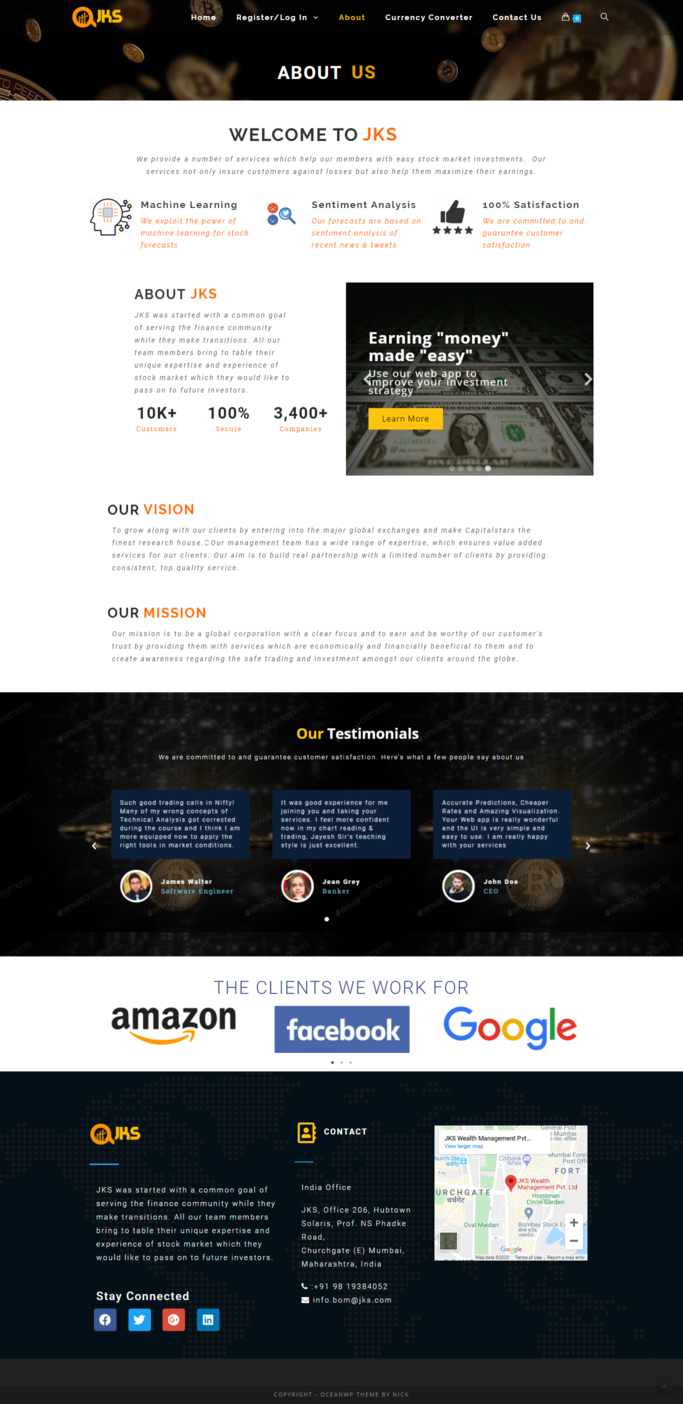 JKS
Home Register/Log In About Currency Converter Contact Us 0
ABOUT US
WELCOME TO JKS
We provide a number of services which help our members with easy stock market investments. Our
services not only insure customers against losses but also help them maximize their earnings.
Machine Learning
We exploit the power of
machine learning for stock
forecasts
Sentiment Analysis
Our forecasts are based on
sentiment analysis of
recent news & tweets
100% Satisfaction
We are committed to and
guarantee customer
satisfaction
ABOUT JKS
JKS was started with a common goal
of serving the finance community
while they make transitions. All our
team members bring to table their
unique expertise and experience of
stock market which they would like to
pass on to future investors.
10K+ 100% 3,400+
Customers Secure Companies
Earning "money"
made "easy"
Use our web app to
improve your investment
strategy
Learn More
OUR VISION
To grow along with our clients by entering into the major global exchanges and make Capitalstars the
finest research house. Our management team has a wide range of expertise, which ensures value added
services for our clients. Our aim is to build real partnership with a limited number of clients by providing
consistent, top quality service.
OUR MISSION
Our mission is to be a global corporation with a clear focus and to earn and be worthy of our customer's
trust by providing them with services which are economically and financially beneficial to them and to
create awareness regarding the safe trading and investment amongst our clients around the globe.
Our Testimonials
We are committed to and guarantee customer satisfaction. Here's what a few people say about us
Such good trading calls in Nifty!
Many of my wrong concepts of
Technical Analysis got corrected
during the course and I think I am
more equipped now to apply the
right tools in market conditions.
James Walter
Software Engineer
It was good experience for me
joining you and taking your
services. I feel more confident
now in my chart reading &
trading, Jayesh Sir's teaching
style is just excellent.
Jean Grey
Banker
Accurate Predictions, Cheaper
Rates and Amazing Visualization.
Your Web app is really wonderful
and the UI is very simple and
easy to use. I am really happy
with your services
John Doe
CEO
THE CLIENTS WE WORK FOR
amazon facebook Google
JKS
JKS was started with a common goal of
serving the finance community while they
make transitions. All our team members
bring to table their unique expertise and
experience of stock market which they
would like to pass on to future investors.
Stay Connected
CONTACT
India Office
JKS, Office 206, Hubtown
Solaris, Prof. NS Phadke
Road,
Churchgate (E) Mumbai,
Maharashtra, India
:+91 98 19384052
info.bom@jks.com
JKS Wealth Management Pvt...
View larger map
General Post
Mumbai
Citibank
FORT
JKS Wealth
Management Pvt. Ltd
URCHGATE
चर्चगेट
Horniman
Circle Garden
Oval Maidan
Bombay Stock
Google
Map data ©2020 Terms of Use Report a map error
COPYRIGHT - OCEANWP THEME BY NICK